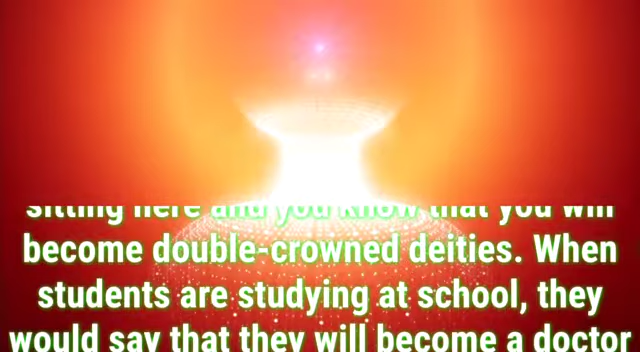 sitting here and you know that you will
become double-crowned deities. When
students are studying at school, they
would say that they will become a doctor